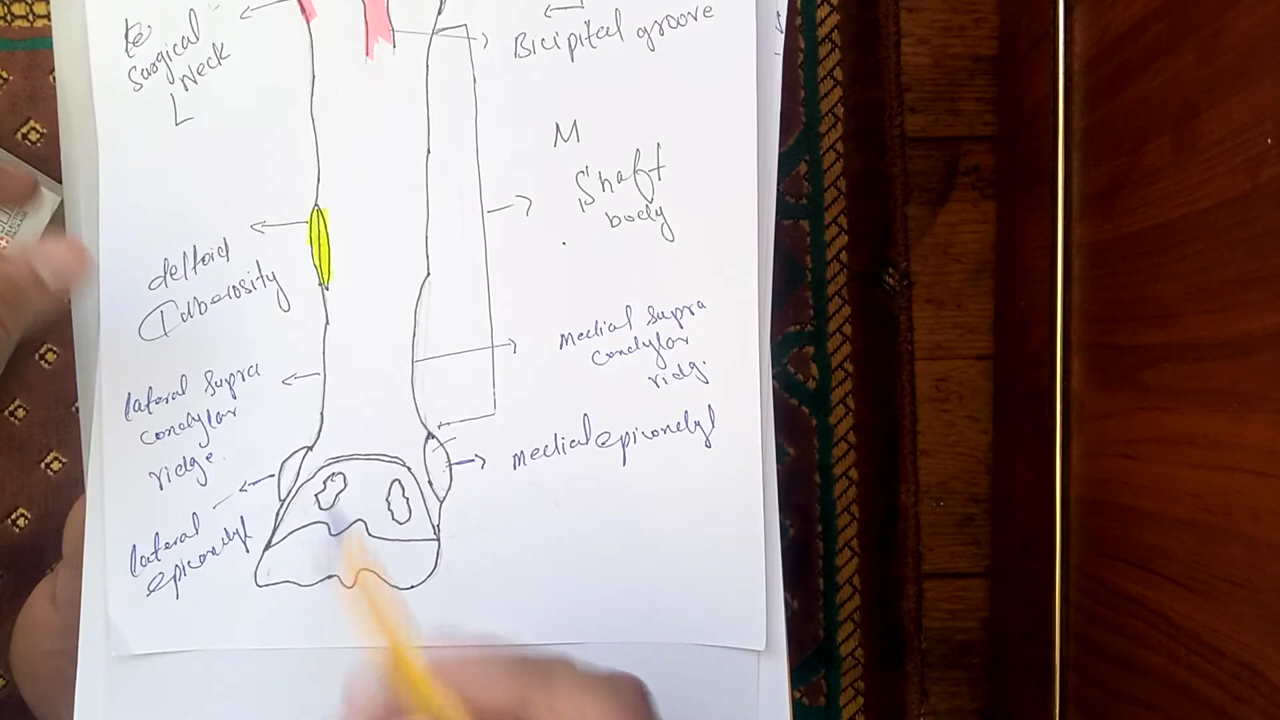 Surgical
Neck
L
Bicipital groove
M
Shaft
body
deltoid
Tuberosity
Medial Supra
Condylar
ridg.
lateral Supra
Condylar
ridge.
Medial epicondyl
lateral
epicondyl